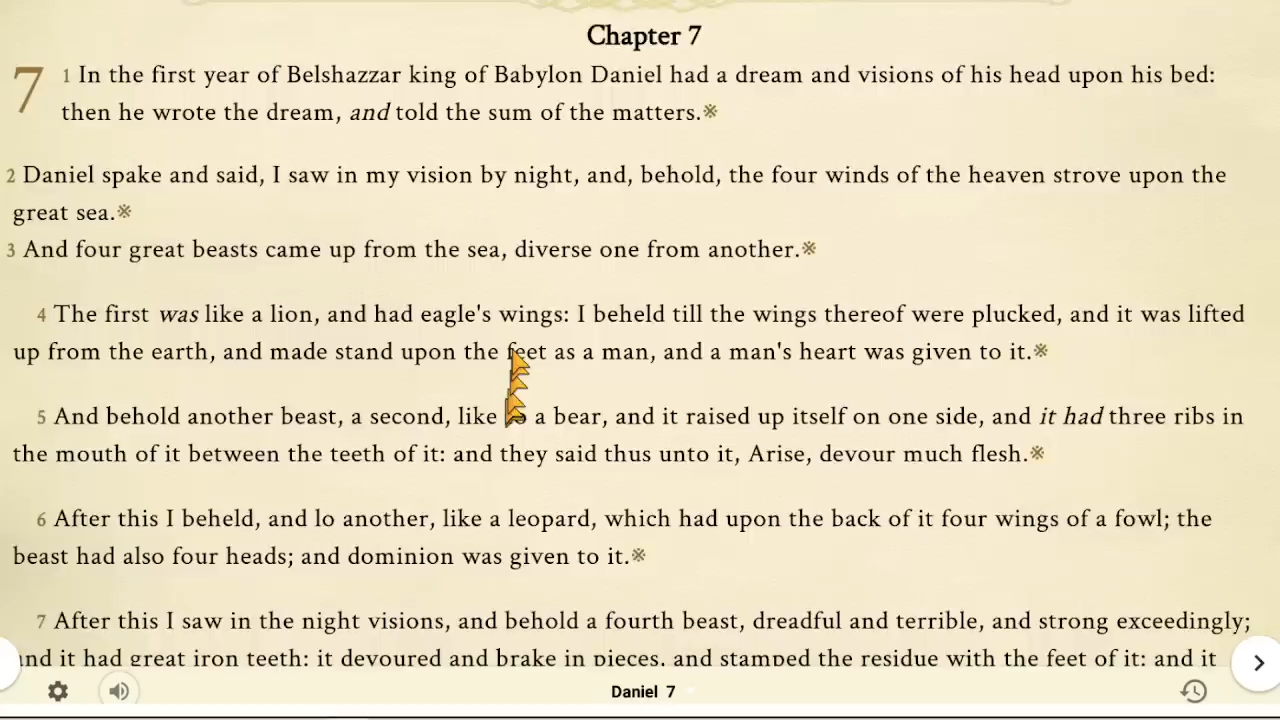 Chapter 7
7 1 In the first year of Belshazzar king of Babylon Daniel had a dream and visions of his head upon his bed:
then he wrote the dream, and told the sum of the matters.※
2 Daniel spake and said, I saw in my vision by night, and, behold, the four winds of the heaven strove upon the
great sea.※
3 And four great beasts came up from the sea, diverse one from another.※
4 The first was like a lion, and had eagle's wings: I beheld till the wings thereof were plucked, and it was lifted
up from the earth, and made stand upon the feet as a man, and a man's heart was given to it.※
5 And behold another beast, a second, like a bear, and it raised up itself on one side, and it had three ribs in
the mouth of it between the teeth of it: and they said thus unto it, Arise, devour much flesh.※
6 After this I beheld, and lo another, like a leopard, which had upon the back of it four wings of a fowl; the
beast had also four heads; and dominion was given to it.※
7 After this I saw in the night visions, and behold a fourth beast, dreadful and terrible, and strong exceedingly;
and it had great iron teeth: it devoured and brake in pieces, and stamped the residue with the feet of it: and it
Daniel 7